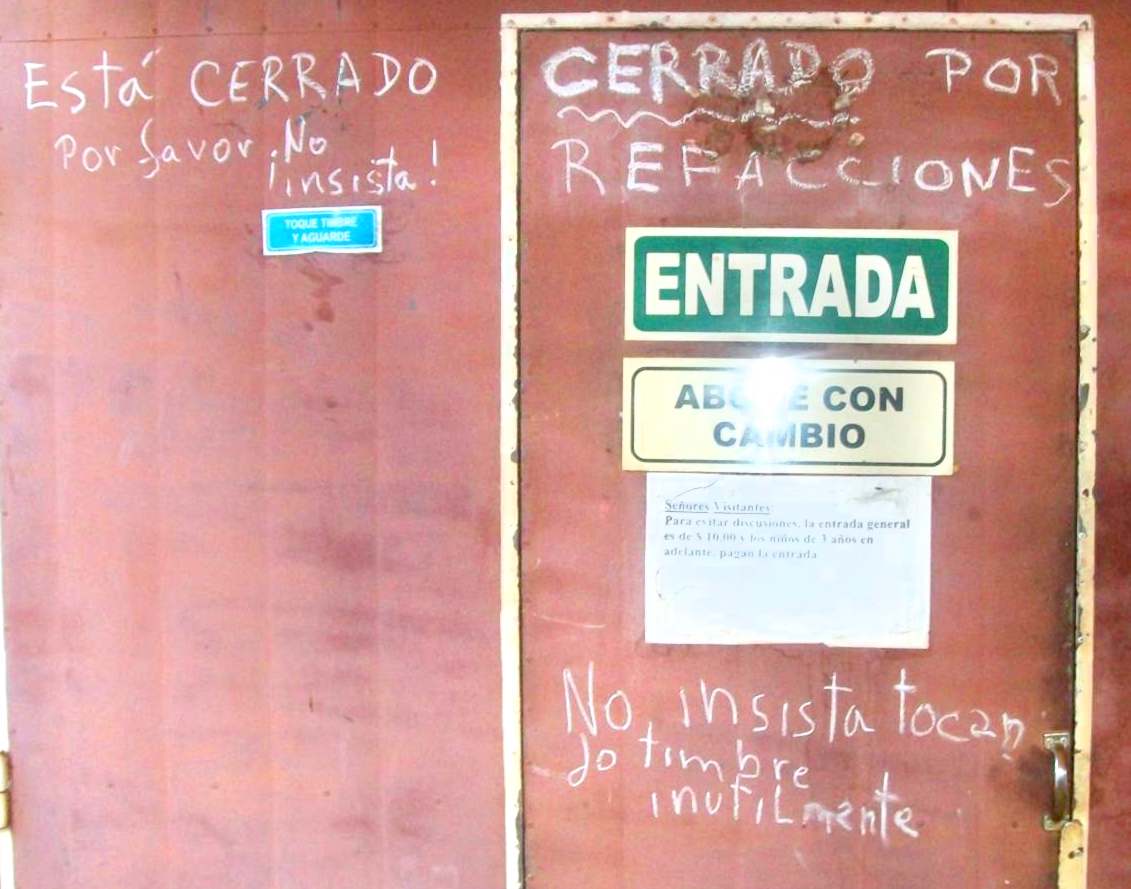 Está CERRADO
Por favor, No
¡insista!
TOQUE TIMBRE
Y AGUARDE
CERRADO POR
REFACCIONES
ENTRADA
ABONE CON
CAMBIO
Señores Visitantes:
Para evitar discusiones, la entrada general
es de $ 10,00 y los niños de 3 años en
adelante, pagan la entrada
No, insista tocan
do timbre
inutilmente